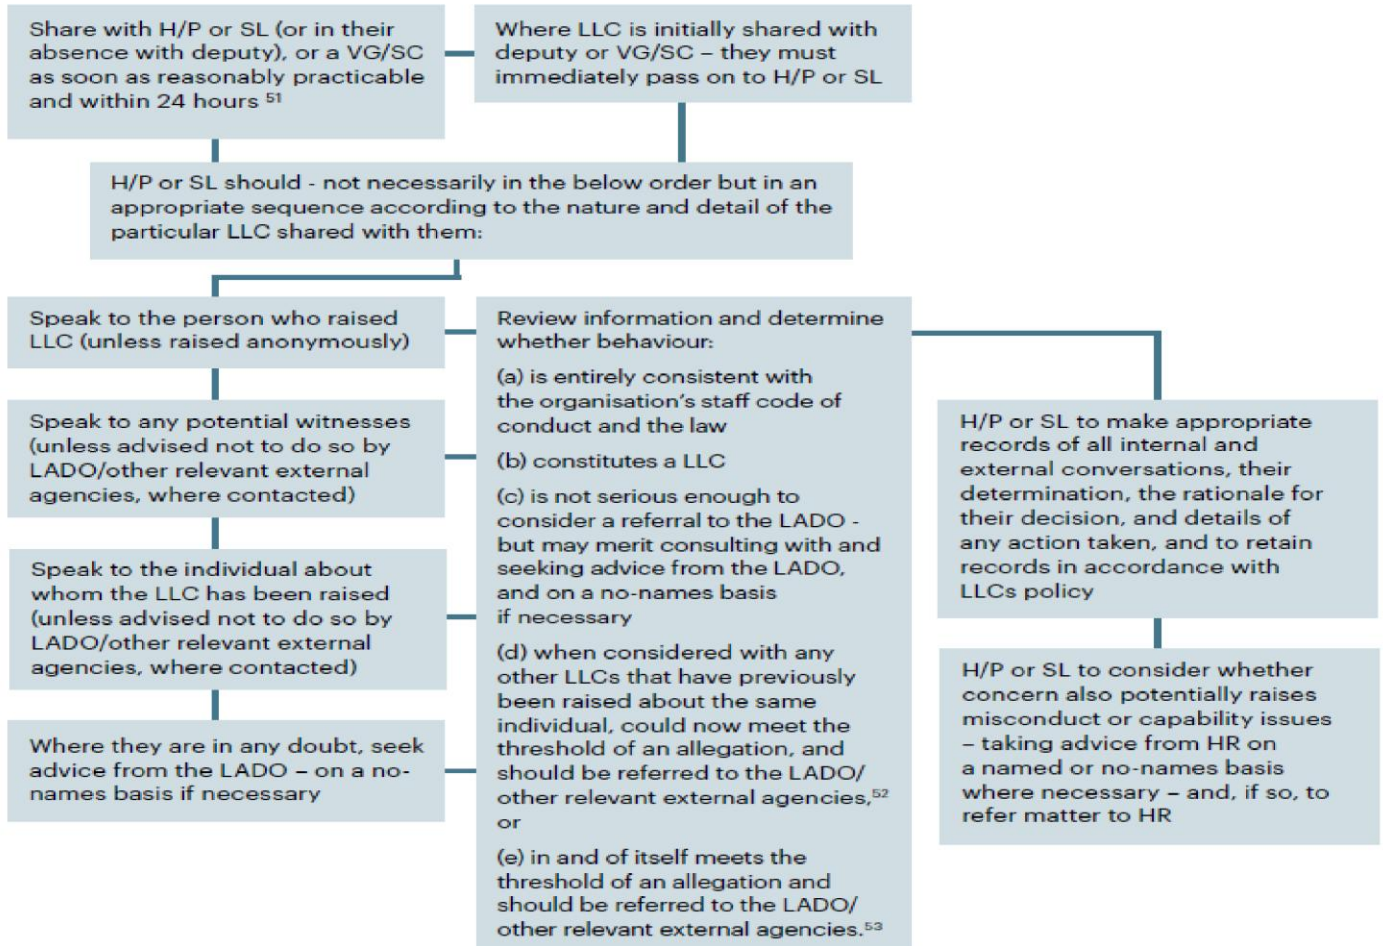 Share with H/P or SL (or in their
absence with deputy), or a VG/SC
as soon as reasonably practicable
and within 24 hours 51
Where LLC is initially shared with
deputy or VG/SC – they must
immediately pass on to H/P or SL
H/P or SL should - not necessarily in the below order but in an
appropriate sequence according to the nature and detail of the
particular LLC shared with them:
Speak to the person who raised
LLC (unless raised anonymously)
Speak to any potential witnesses
(unless advised not to do so by
LADO/other relevant external
agencies, where contacted)
Speak to the individual about
whom the LLC has been raised
(unless advised not to do so by
LADO/other relevant external
agencies, where contacted)
Where they are in any doubt, seek
advice from the LADO – on a no-
names basis if necessary
Review information and determine
whether behaviour:
(a) is entirely consistent with
the organisation's staff code of
conduct and the law
(b) constitutes a LLC
(c) is not serious enough to
consider a referral to the LADO -
but may merit consulting with and
seeking advice from the LADO,
and on a no-names basis
if necessary
(d) when considered with any
other LLCs that have previously
been raised about the same
individual, could now meet the
threshold of an allegation, and
should be referred to the LADO/
other relevant external agencies,52
or
(e) in and of itself meets the
threshold of an allegation and
should be referred to the LADO/
other relevant external agencies.53
H/P or SL to make appropriate
records of all internal and
external conversations, their
determination, the rationale for
their decision, and details of
any action taken, and to retain
records in accordance with
LLCs policy
H/P or SL to consider whether
concern also potentially raises
misconduct or capability issues
– taking advice from HR on
a named or no-names basis
where necessary – and, if so, to
refer matter to HR